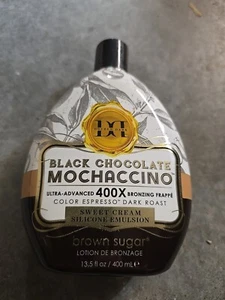 BLACK CHOCOLATE
MOCHACCINO
ULTRA-ADVANCED 400X BRONZING FRAPPÉ
COLOR ESPRESSO DARK ROAST
SWEET CREAM
SILICONE EMULSION
brown sugar®
LOTION DE BRONZAGE
13.5 fl oz / 400 mL ℮